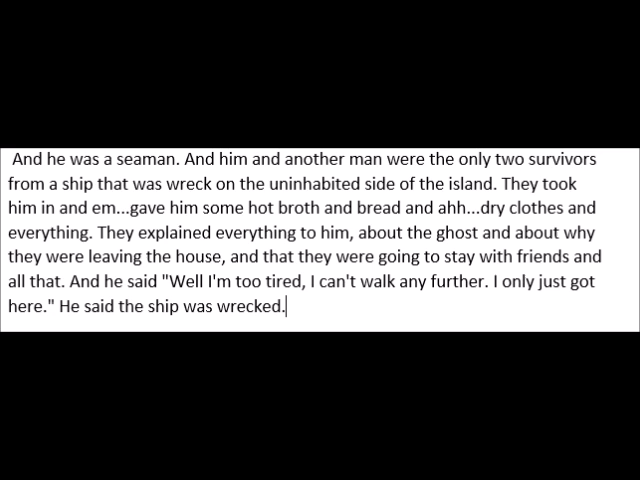 And he was a seaman. And him and another man were the only two survivors
from a ship that was wreck on the uninhabited side of the island. They took
him in and em...gave him some hot broth and bread and ahh...dry clothes and
everything. They explained everything to him, about the ghost and about why
they were leaving the house, and that they were going to stay with friends and
all that. And he said "Well I'm too tired, I can't walk any further. I only just got
here." He said the ship was wrecked.